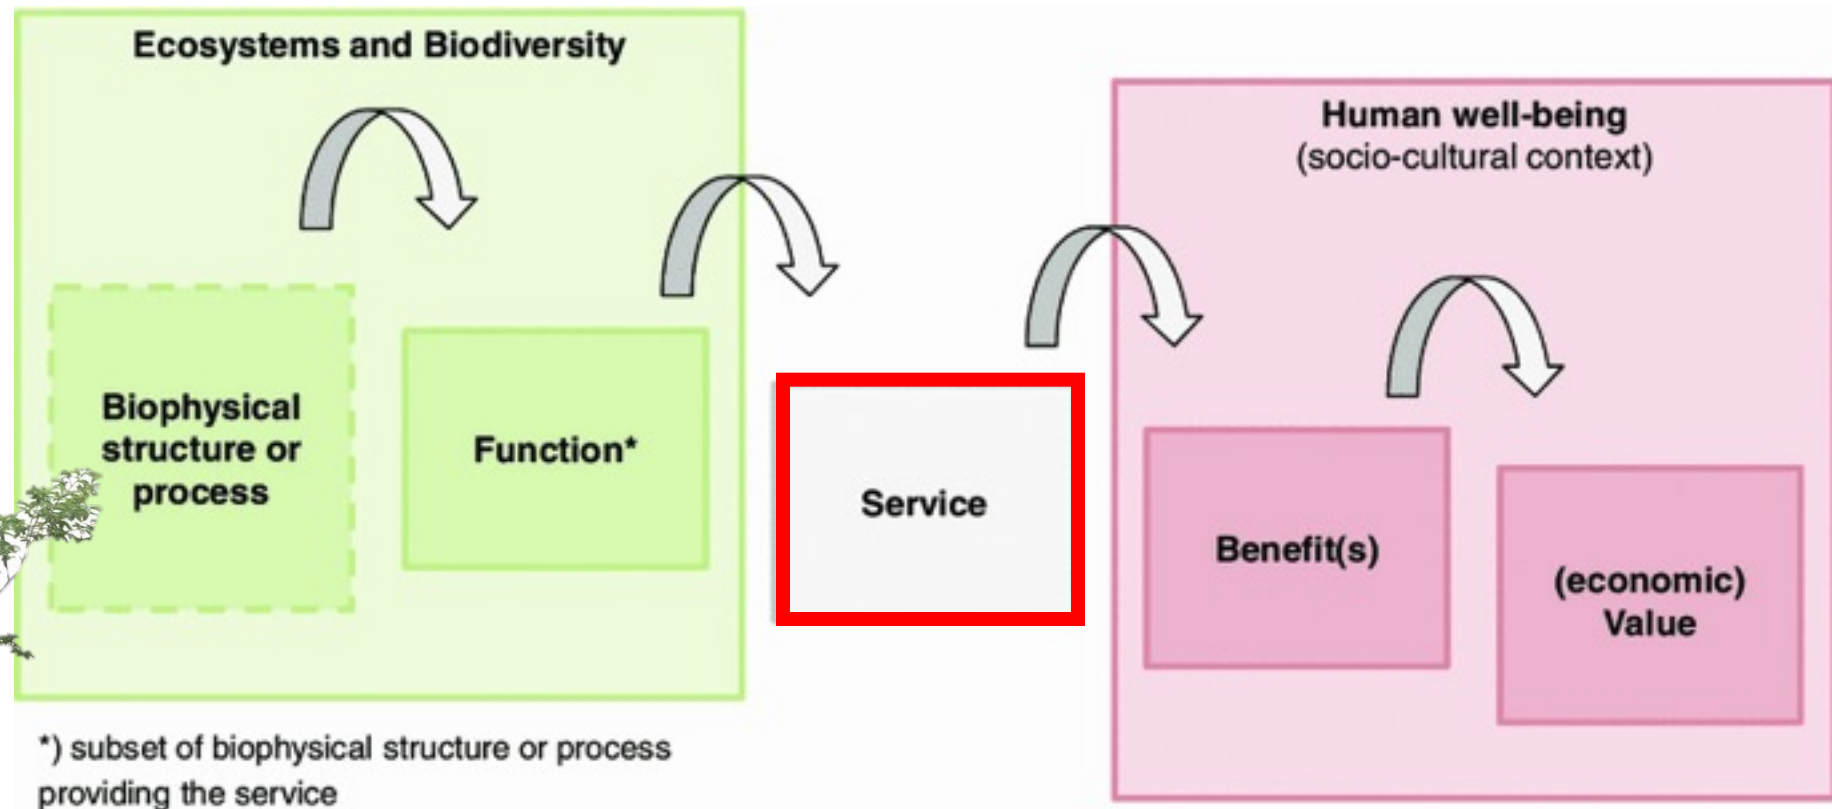 Ecosystems and Biodiversity
Biophysical
structure or
process
Function*
Service
Human well-being
(socio-cultural context)
Benefit(s)
(economic)
Value
*) subset of biophysical structure or process
providing the service